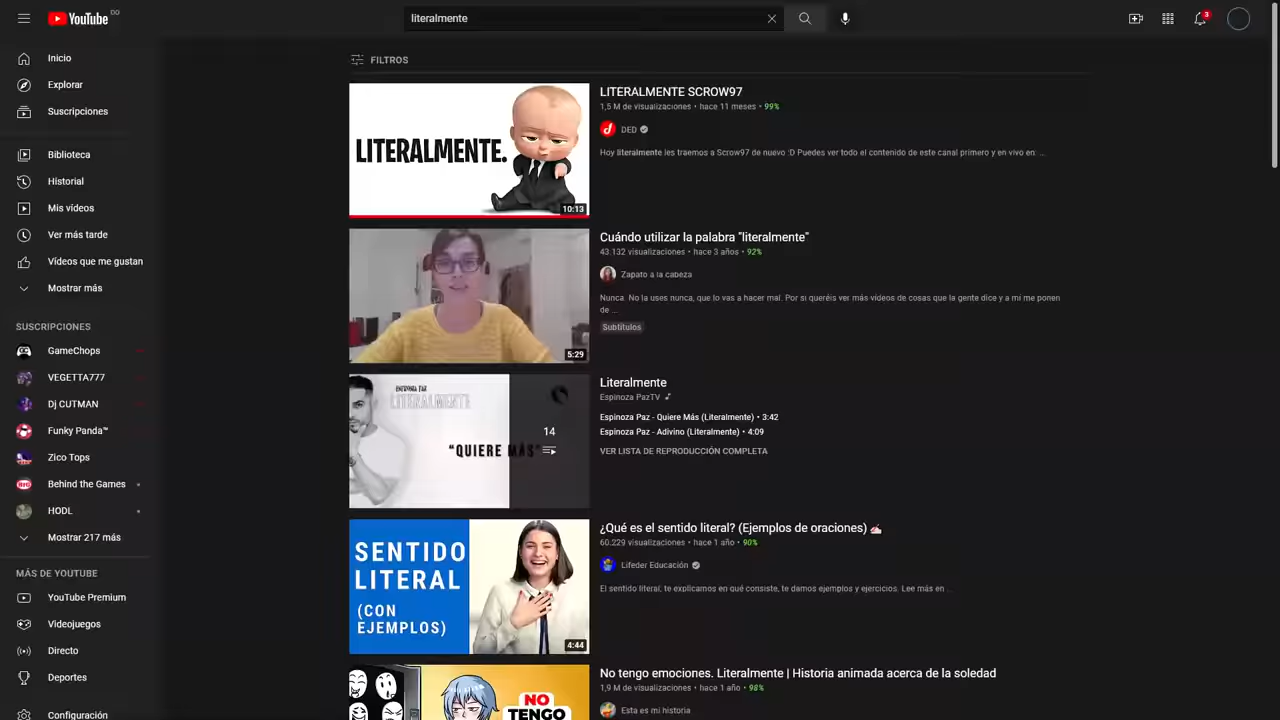 YouTube
DO
literalmente
3
Inicio
Explorar
Suscripciones
Biblioteca
Historial
Mis vídeos
Ver más tarde
Vídeos que me gustan
Mostrar más
SUSCRIPCIONES
GameChops
VEGETTA777
Dj CUTMAN
Funky Panda™
Zico Tops
Behind the Games
HODL
Mostrar 217 más
MÁS DE YOUTUBE
YouTube Premium
Videojuegos
Directo
Deportes
Configuración
FILTROS
LITERALMENTE.
10:13
LITERALMENTE SCROW97
1,5 M de visualizaciones • hace 11 meses • 99%
DED
Hoy literalmente les traemos a Scrow97 de nuevo :D Puedes ver todo el contenido de este canal primero y en vivo en: ...
5:29
Cuándo utilizar la palabra "literalmente"
43.132 visualizaciones • hace 3 años • 92%
Zapato a la cabeza
Nunca. No la uses nunca, que lo vas a hacer mal. Por si queréis ver más vídeos de cosas que la gente dice y a mí me ponen
de ...
Subtítulos
ESPINOZA PAZ
LITERALMENTE
"QUIERE MÁS"
14
Literalmente
Espinoza PazTV
Espinoza Paz - Quiere Más (Literalmente) • 3:42
Espinoza Paz - Adivino (Literalmente) • 4:09
VER LISTA DE REPRODUCCIÓN COMPLETA
SENTIDO
LITERAL
(CON
EJEMPLOS)
4:44
¿Qué es el sentido literal? (Ejemplos de oraciones) ✍🏻
60.229 visualizaciones • hace 1 año • 90%
Lifeder Educación
El sentido literal, te explicamos en qué consiste, te damos ejemplos y ejercicios. Lee más en ...
NO
TENGO
No tengo emociones. Literalmente | Historia animada acerca de la soledad
1,9 M de visualizaciones • hace 1 año • 98%
Esta es mi historia